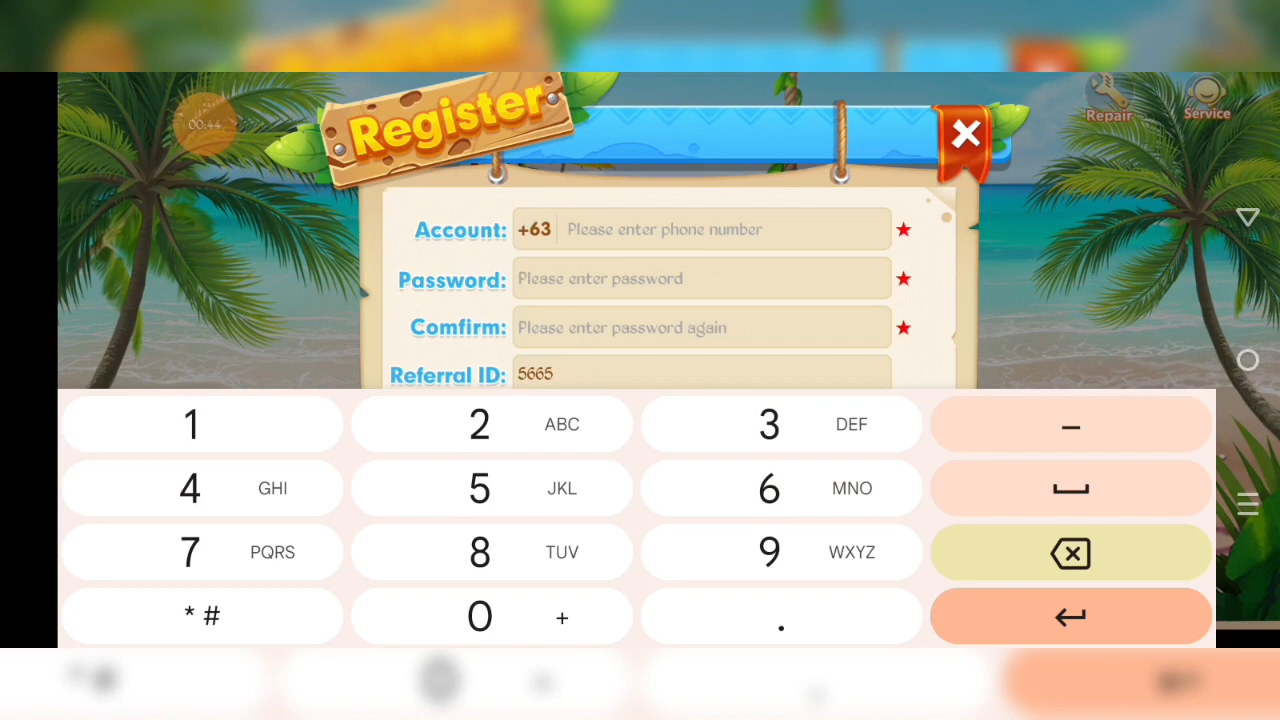 Register
00:44
Repair
Service
Account: +63 Please enter phone number
Password: Please enter password
Comfirm: Please enter password again
Referral ID: 5665
1 2 ABC 3 DEF –
4 GHI 5 JKL 6 MNO
7 PQRS 8 TUV 9 WXYZ
* # 0 + .